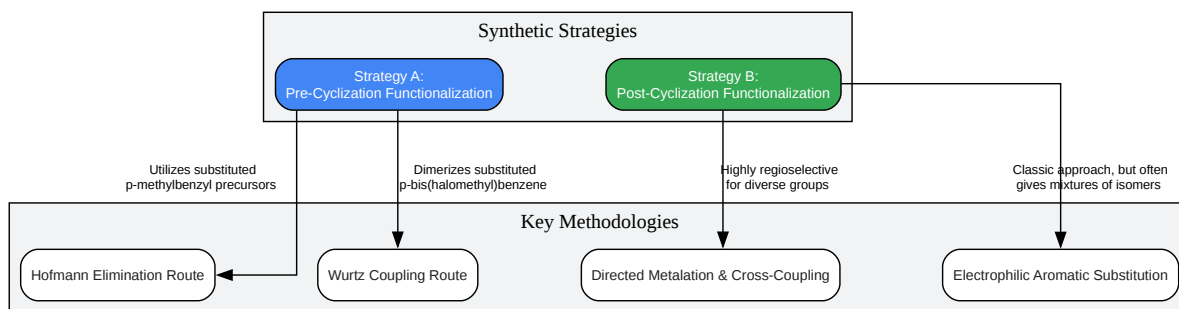 Synthetic Strategies
Strategy A:
Pre-Cyclization Functionalization
Strategy B:
Post-Cyclization Functionalization
Utilizes substituted
p-methylbenzyl precursors
Dimerizes substituted
p-bis(halomethyl)benzene
Highly regioselective
for diverse groups
Classic approach, but often
gives mixtures of isomers
Key Methodologies
Hofmann Elimination Route
Wurtz Coupling Route
Directed Metalation & Cross-Coupling
Electrophilic Aromatic Substitution